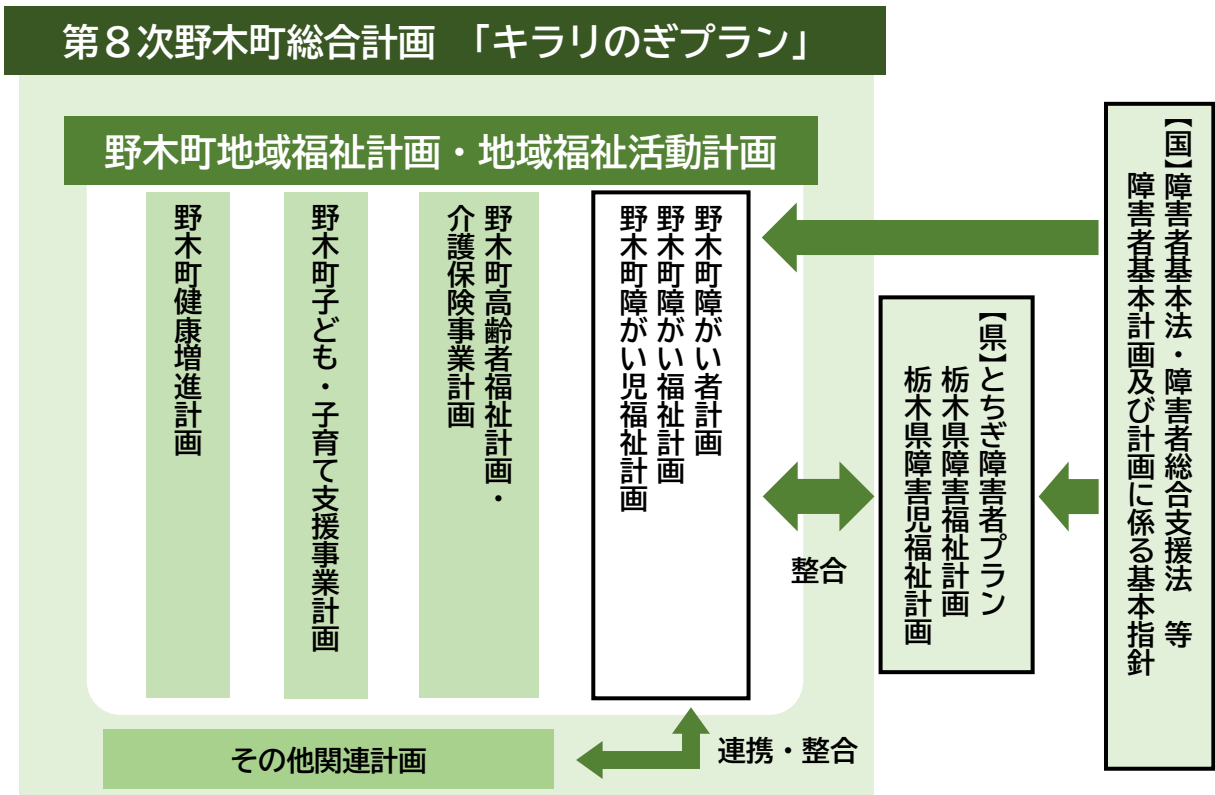 第８次野木町総合計画　「キラリのぎプラン」
野木町地域福祉計画・地域福祉活動計画
野木町健康増進計画
野木町子ども・子育て支援事業計画
野木町高齢者福祉計画・
介護保険事業計画
野木町障がい者計画
野木町障がい福祉計画
野木町障がい児福祉計画
整合
【県】とちぎ障害者プラン
栃木県障害福祉計画
栃木県障害児福祉計画
【国】障害者基本法・障害者総合支援法　等
障害者基本計画及び計画に係る基本指針
その他関連計画
連携・整合